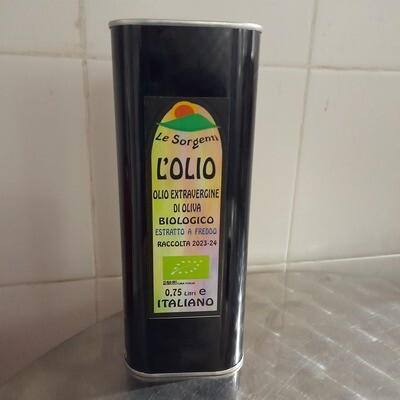 Le Sorgenti
L'OLIO
OLIO EXTRAVERGINE
DI OLIVA
BIOLOGICO
ESTRATTO A FREDDO
RACCOLTA 2023-24
0,75 Litri e
ITALIANO